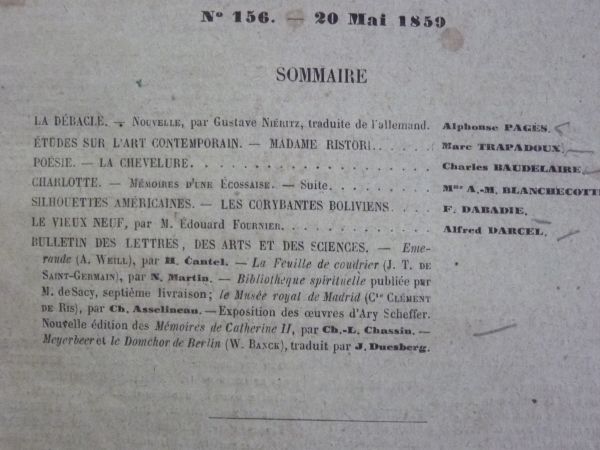 Nº 156. — 20 Mai 1859
SOMMAIRE
LA DÉBACLE. — NOUVELLE, par GUSTAVE NIÉRITZ, traduite de l'allemand. Alphonse PAGÈS.
ÉTUDES SUR L'ART CONTEMPORAIN. — MADAME RISTORI. . . . . . Marc TRAPADOUX.
POÉSIE. — LA CHEVELURE. . . . . . . . . . . . . . . . . . Charles BAUDELAIRE.
CHARLOTTE. — MÉMOIRES D'UNE ÉCOSSAISE. — Suite. . . . . . . . . Mme A.-M. BLANCHECOTTE
SILHOUETTES AMÉRICAINES. — LES CORYBANTES BOLIVIENS. . . . . F. DABADIE.
LE VIEUX NEUF, par M. ÉDOUARD FOURNIER. . . . . . . . . . . . Alfred DARCEL.
BULLETIN DES LETTRES, DES ARTS ET DES SCIENCES. — Eme-
raude (A. WEILL), par H. Cantel. — La Feuille de coudrier (J. T. DE
SAINT-GERMAIN), par N. Martin. — Bibliothèque spirituelle publiée par
M. de Sacy, septième livraison; le Musée royal de Madrid (Cte CLÉMENT
DE RIS), par Ch. Asselineau. — Exposition des œuvres d'Ary Scheffer.
Nouvelle édition des Mémoires de Catherine II, par Ch.-L. Chassin. —
Meyerbeer et le Domchor de Berlin (W. BANCK), traduit par J. Duesberg.